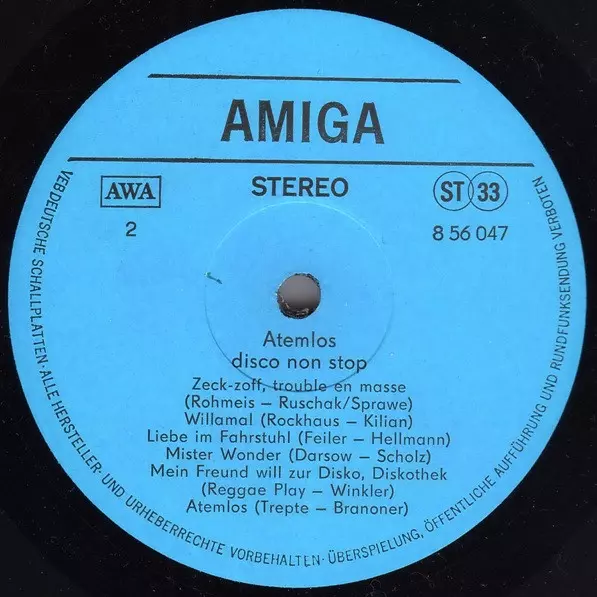 AMIGA
AWA
STEREO
ST 33
2
8 56 047
Atemlos
disco non stop
Zeck-zoff, trouble en masse
(Rohmeis – Ruschak/Sprawe)
Willamal (Rockhaus – Kilian)
Liebe im Fahrstuhl (Feiler – Hellmann)
Mister Wonder (Darsow – Scholz)
Mein Freund will zur Disko, Diskothek
(Reggae Play – Winkler)
Atemlos (Trepte – Branoner)
VEB DEUTSCHE SCHALLPLATTEN · ALLE HERSTELLER- UND URHEBERRECHTE VORBEHALTEN · ÜBERSPIELUNG, ÖFFENTLICHE AUFFÜHRUNG UND RUNDFUNKSENDUNG VERBOTEN